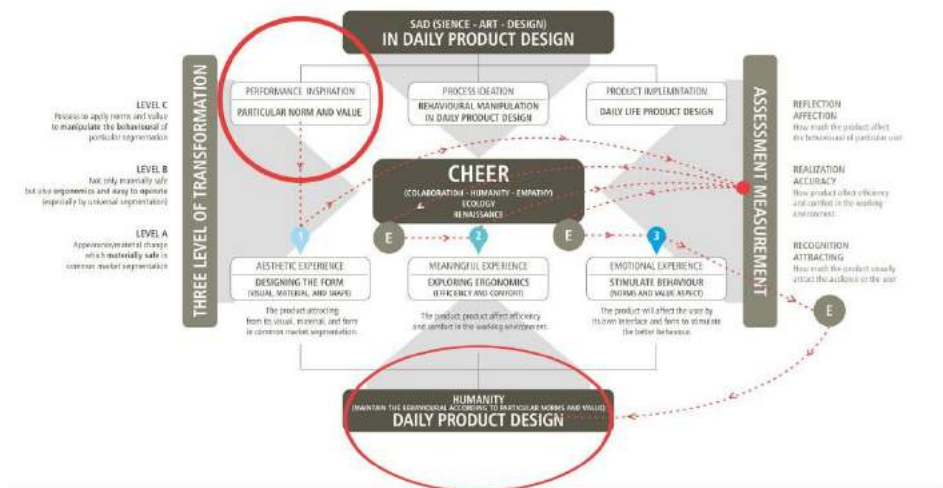 SAD (SIENCE - ART - DESIGN)
IN DAILY PRODUCT DESIGN
THREE LEVEL OF TRANSFORMATION
LEVEL C
Possess to apply norms and value
to manipulate the behavioural of
particular segmentation
LEVEL B
Not only materially safe
but also ergonomics and easy to operate
(especially by universal segmentation)
LEVEL A
Appearance/material change
which materially safe in
common market segmentation
PERFORMANCE INSPIRATION
PARTICULAR NORM AND VALUE
PROCESS IDEATION
BEHAVIOURAL MANIPULATION
IN DAILY PRODUCT DESIGN
PRODUCT IMPLEMNTATION
DAILY LIFE PRODUCT DESIGN
CHEER
(COLABORATION - HUMANITY - EMPATHY)
ECOLOGY
RENAISSANCE
1
E
2
E
3
AESTHETIC EXPERIENCE
DESIGNING THE FORM
(VISUAL, MATERIAL, AND SHAPE)
The product attracting
from its visual, material, and form
in common market segmentation.
MEANINGFUL EXPERIENCE
EXPLORING ERGONOMICS
(EFFICIENCY AND COMFORT)
The product product affect efficiency
and comfort in the working environment.
EMOTIONAL EXPERIENCE
STIMULATE BEHAVIOUR
(NORMS AND VALUE ASPECT)
The product will affect the user by
its own interface and form to stimulate
the better behaviour.
ASSESSMENT MEASUREMENT
REFLECTION
AFFECTION
How much the product affect
the behavioural of particular user
REALIZATION
ACCURACY
How product affect efficiency
and comfort in the working
environment.
RECOGNITION
ATTRACTING
How much the product visually
attract the audience or the user
E
HUMANITY
(MAINTAIN THE BEHAVIOURAL ACCORDING TO PARTICULAR NORMS AND VALUE)
DAILY PRODUCT DESIGN